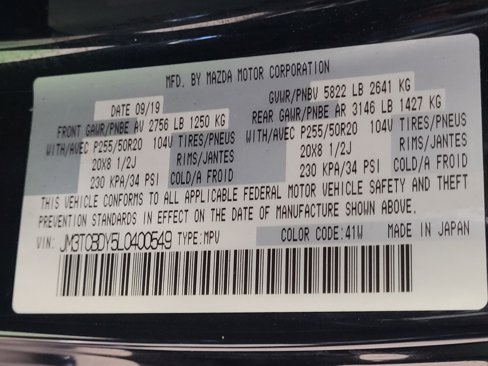 MFD. BY MAZDA MOTOR CORPORATION
DATE 09/19 GVWR/PNBV 5822 LB 2641 KG
FRONT GAWR/PNBE AV 2756 LB 1250 KG REAR GAWR/PNBE AR 3146 LB 1427 KG
WITH/AVEC P255/50R20 104V TIRES/PNEUS WITH/AVEC P255/50R20 104V TIRES/PNEUS
20X8 1/2J RIMS/JANTES 20X8 1/2J RIMS/JANTES
230 KPA/34 PSI COLD/A FROID 230 KPA/34 PSI COLD/A FROID
THIS VEHICLE CONFORMS TO ALL APPLICABLE FEDERAL MOTOR VEHICLE SAFETY AND THEFT
PREVENTION STANDARDS IN EFFECT ON THE DATE OF MANUFACTURE SHOWN ABOVE.
VIN: JM3TCBDY5L0400549 TYPE:MPV COLOR CODE:41W MADE IN JAPAN